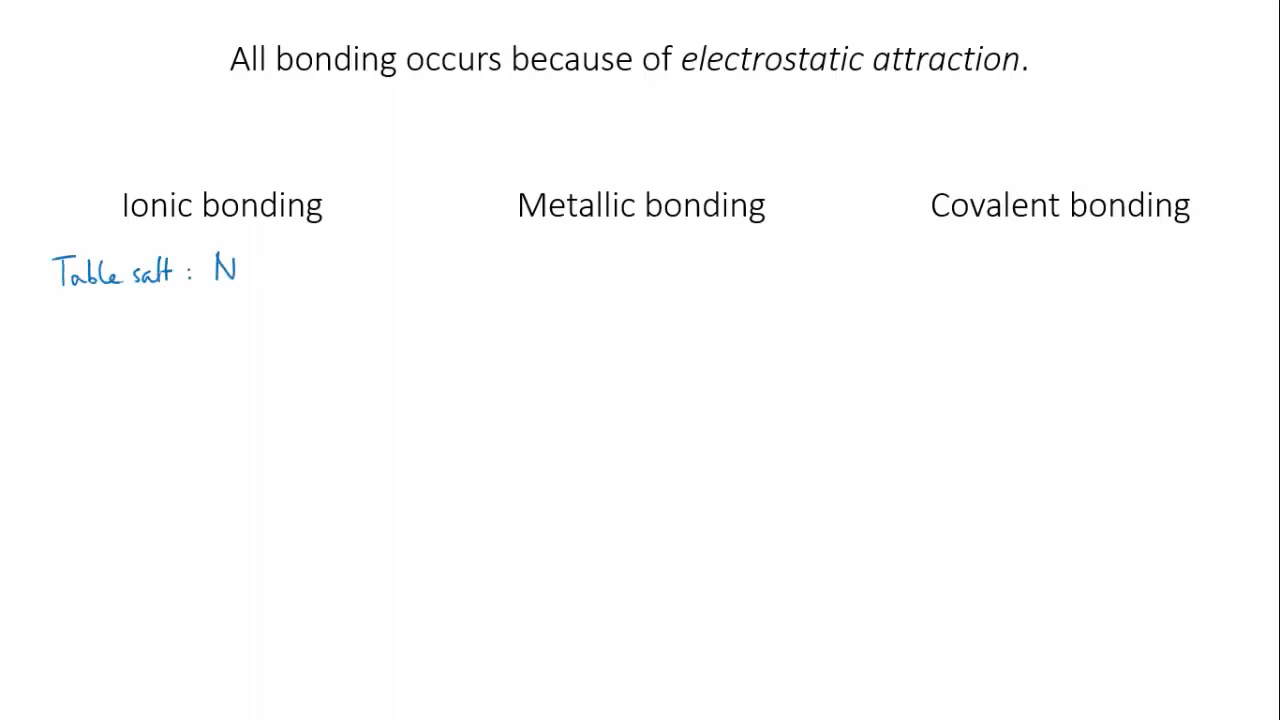 All bonding occurs because of electrostatic attraction.
Ionic bonding
Metallic bonding
Covalent bonding
Table salt : N